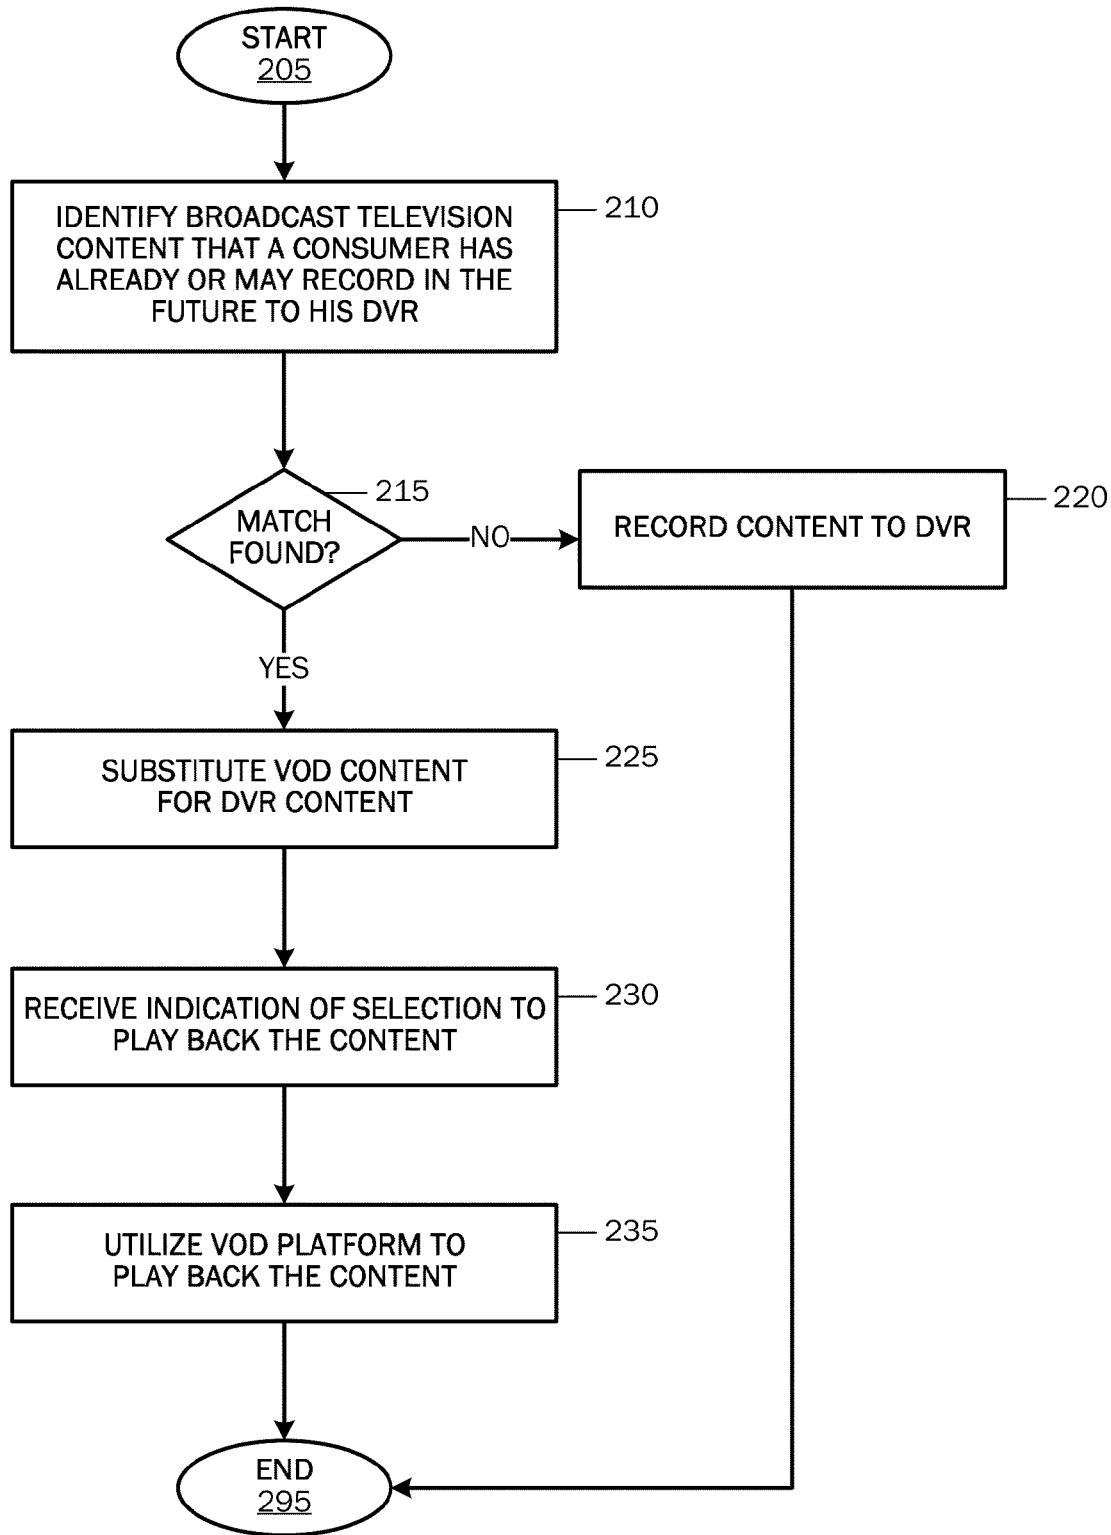 START
205
IDENTIFY BROADCAST TELEVISION
CONTENT THAT A CONSUMER HAS
ALREADY OR MAY RECORD IN THE
FUTURE TO HIS DVR
210
215
MATCH
FOUND?
NO
RECORD CONTENT TO DVR
220
YES
SUBSTITUTE VOD CONTENT
FOR DVR CONTENT
225
RECEIVE INDICATION OF SELECTION TO
PLAY BACK THE CONTENT
230
UTILIZE VOD PLATFORM TO
PLAY BACK THE CONTENT
235
END
295